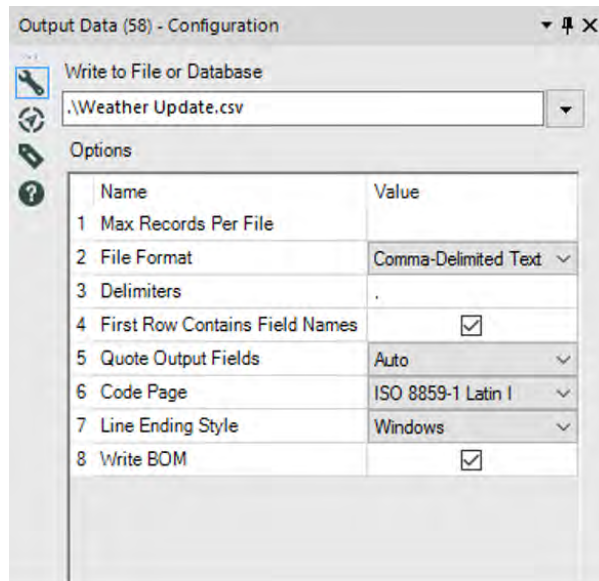 Output Data (58) - Configuration
Write to File or Database
.\Weather Update.csv
Options
Name Value
1 Max Records Per File
2 File Format Comma-Delimited Text
3 Delimiters ,
4 First Row Contains Field Names
5 Quote Output Fields Auto
6 Code Page ISO 8859-1 Latin I
7 Line Ending Style Windows
8 Write BOM